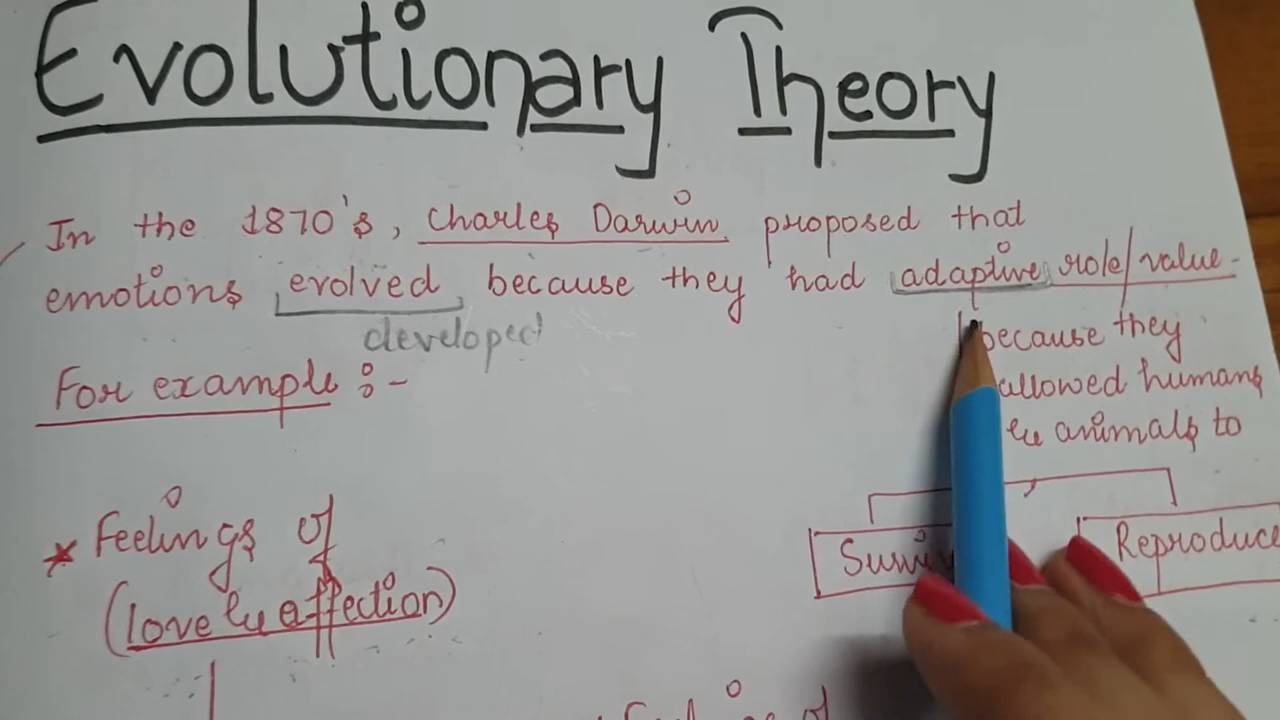 Evolutionary Theory
In the 1870's, Charles Darwin proposed that
emotions evolved because they had adaptive role/value-
developed
because they
allowed humans
& animals to
For example :-
Reproduce
* Feelings of
(love & affection)